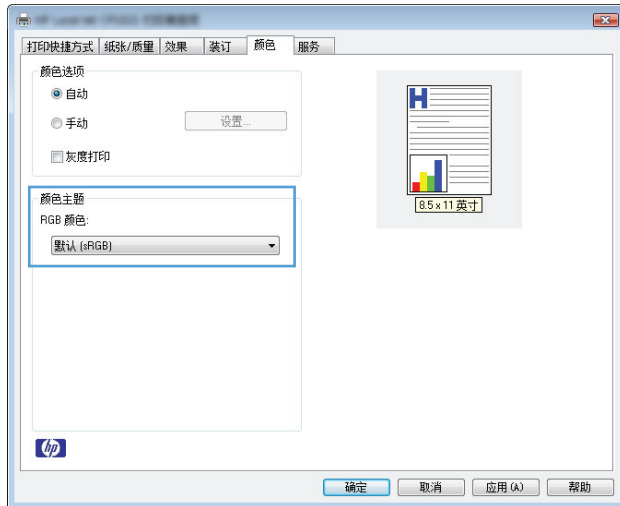 打印快捷方式 纸张/质量 效果 装订 颜色 服务
颜色选项
自动
手动 设置...
灰度打印
颜色主题
RGB 颜色:
默认 (sRGB)
H
8.5 x 11 英寸
hp
确定 取消 应用 (A) 帮助